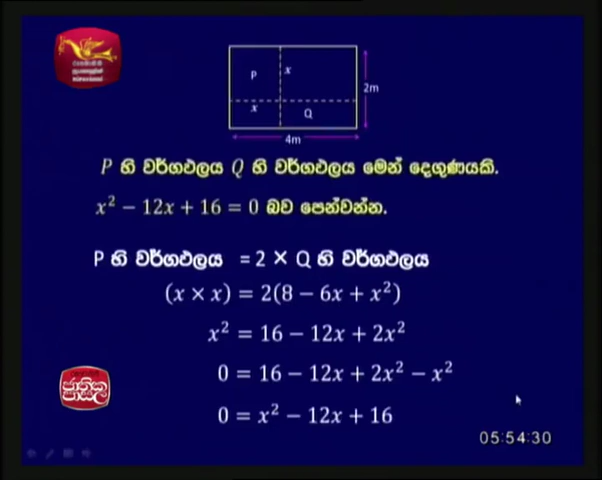 P
x
2m
x
Q
4m
P හි වර්ගඵලය Q හි වර්ගඵලය මෙන් දෙගුණයකි.
x² − 12x + 16 = 0 බව පෙන්වන්න.
P හි වර්ගඵලය = 2 × Q හි වර්ගඵලය
(x × x) = 2(8 − 6x + x²)
x² = 16 − 12x + 2x²
0 = 16 − 12x + 2x² − x²
ජාතික
පාසල
0 = x² − 12x + 16
05:54:30